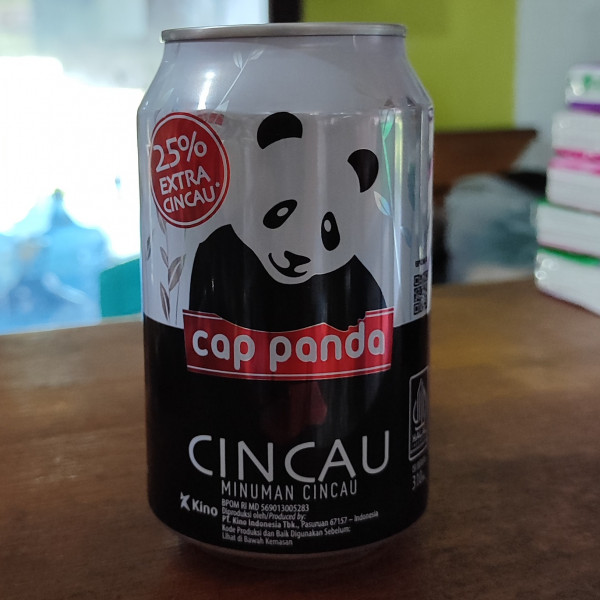 25%
EXTRA
CINCAU*
cap panda
CINCAU
MINUMAN CINCAU
Kino
BPOM RI MD 569013005283
Diproduksi oleh/Produced by:
PT. Kino Indonesia Tbk., Pasuruan 67157 – Indonesia
Kode Produksi dan Baik Digunakan Sebelum:
Lihat di Bawah Kemasan